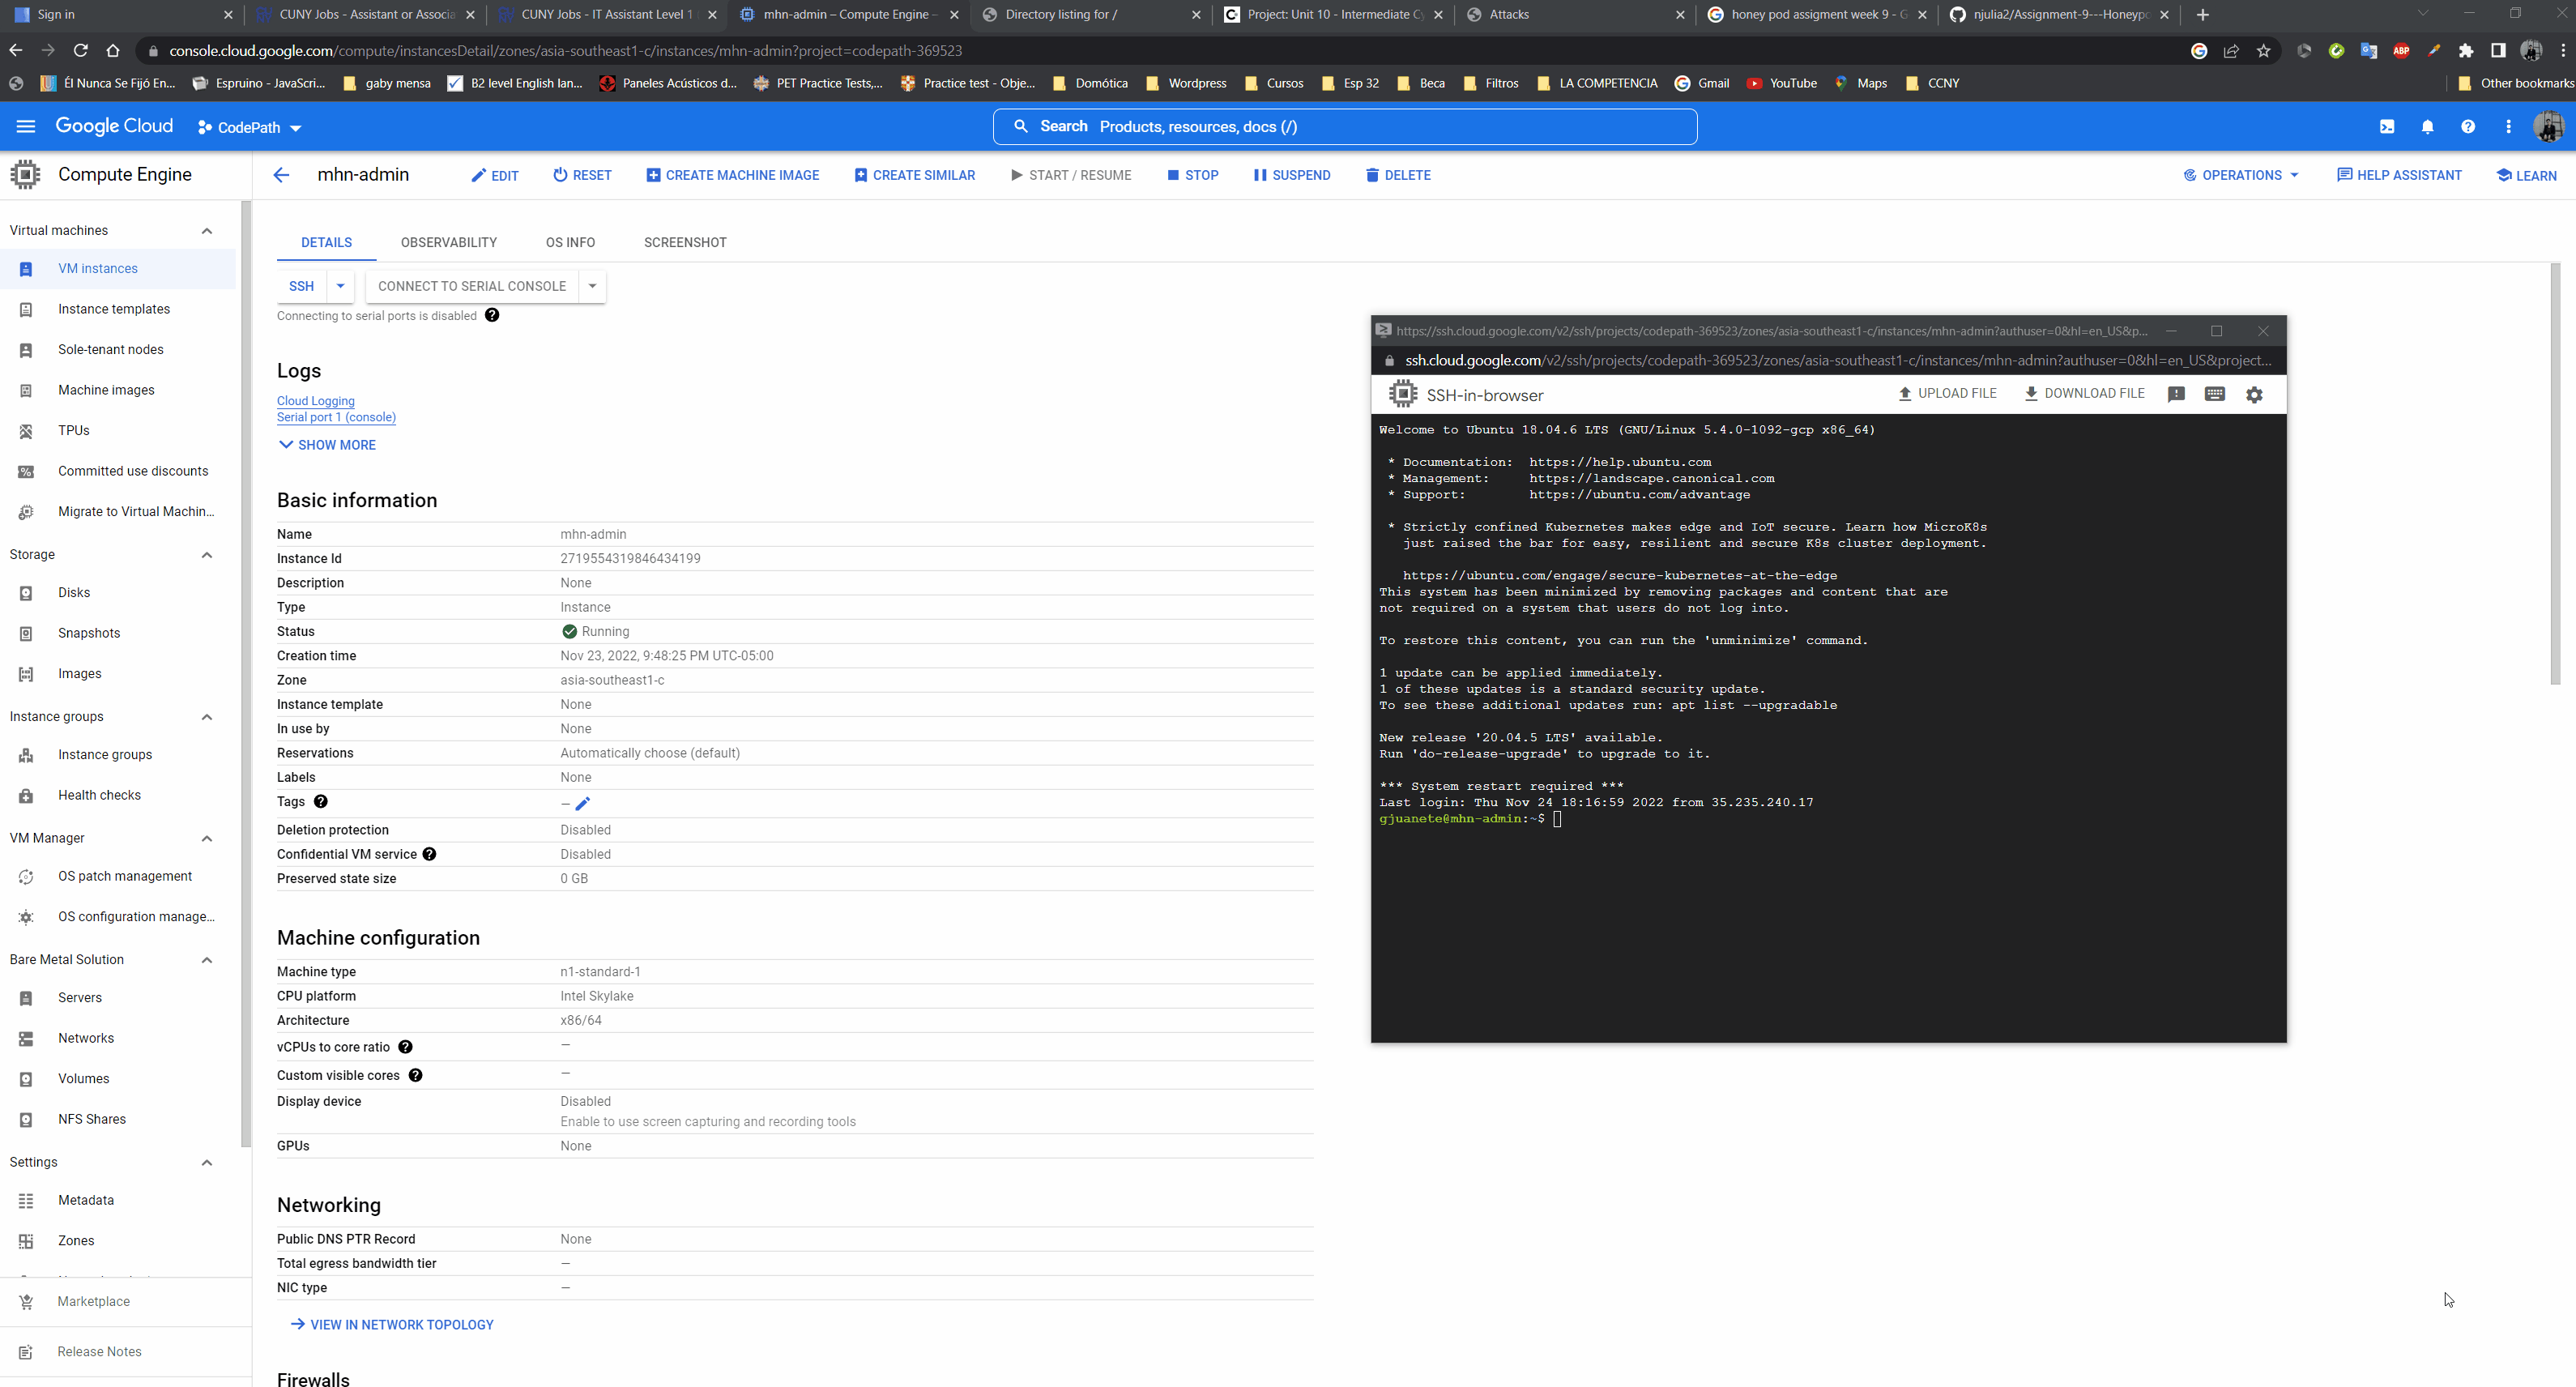 Sign in
CUNY Jobs - Assistant or Associa
CUNY Jobs - IT Assistant Level 1
mhn-admin – Compute Engine –
Directory listing for /
Project: Unit 10 - Intermediate Cy
Attacks
honey pod assigment week 9 - G
njulia2/Assignment-9---Honeypo
console.cloud.google.com/compute/instancesDetail/zones/asia-southeast1-c/instances/mhn-admin?project=codepath-369523
Él Nunca Se Fijó En...
Espruino - JavaScri...
gaby mensa
B2 level English lan...
Paneles Acústicos d...
PET Practice Tests,...
Practice test - Obje...
Domótica
Wordpress
Cursos
Esp 32
Beca
Filtros
LA COMPETENCIA
Gmail
YouTube
Maps
CCNY
Other bookmarks
Google Cloud
CodePath
Search Products, resources, docs (/)
Compute Engine
mhn-admin
EDIT
RESET
CREATE MACHINE IMAGE
CREATE SIMILAR
START / RESUME
STOP
SUSPEND
DELETE
OPERATIONS
HELP ASSISTANT
LEARN
Virtual machines
VM instances
Instance templates
Sole-tenant nodes
Machine images
TPUs
Committed use discounts
Migrate to Virtual Machin...
Storage
Disks
Snapshots
Images
Instance groups
Instance groups
Health checks
VM Manager
OS patch management
OS configuration manage...
Bare Metal Solution
Servers
Networks
Volumes
NFS Shares
Settings
Metadata
Zones
Marketplace
Release Notes
DETAILS
OBSERVABILITY
OS INFO
SCREENSHOT
SSH
CONNECT TO SERIAL CONSOLE
Connecting to serial ports is disabled
Logs
Cloud Logging
Serial port 1 (console)
SHOW MORE
Basic information
Name mhn-admin
Instance Id 2719554319846434199
Description None
Type Instance
Status Running
Creation time Nov 23, 2022, 9:48:25 PM UTC-05:00
Zone asia-southeast1-c
Instance template None
In use by None
Reservations Automatically choose (default)
Labels None
Tags —
Deletion protection Disabled
Confidential VM service Disabled
Preserved state size 0 GB
Machine configuration
Machine type n1-standard-1
CPU platform Intel Skylake
Architecture x86/64
vCPUs to core ratio —
Custom visible cores —
Display device Disabled
Enable to use screen capturing and recording tools
GPUs None
Networking
Public DNS PTR Record None
Total egress bandwidth tier —
NIC type —
VIEW IN NETWORK TOPOLOGY
Firewalls
https://ssh.cloud.google.com/v2/ssh/projects/codepath-369523/zones/asia-southeast1-c/instances/mhn-admin?authuser=0&hl=en_US&p...
ssh.cloud.google.com/v2/ssh/projects/codepath-369523/zones/asia-southeast1-c/instances/mhn-admin?authuser=0&hl=en_US&project...
SSH-in-browser
UPLOAD FILE
DOWNLOAD FILE
Welcome to Ubuntu 18.04.6 LTS (GNU/Linux 5.4.0-1092-gcp x86_64)
* Documentation: https://help.ubuntu.com
* Management: https://landscape.canonical.com
* Support: https://ubuntu.com/advantage
* Strictly confined Kubernetes makes edge and IoT secure. Learn how MicroK8s
just raised the bar for easy, resilient and secure K8s cluster deployment.
https://ubuntu.com/engage/secure-kubernetes-at-the-edge
This system has been minimized by removing packages and content that are
not required on a system that users do not log into.
To restore this content, you can run the 'unminimize' command.
1 update can be applied immediately.
1 of these updates is a standard security update.
To see these additional updates run: apt list --upgradable
New release '20.04.5 LTS' available.
Run 'do-release-upgrade' to upgrade to it.
*** System restart required ***
Last login: Thu Nov 24 18:16:59 2022 from 35.235.240.17
gjuanete@mhn-admin:~$